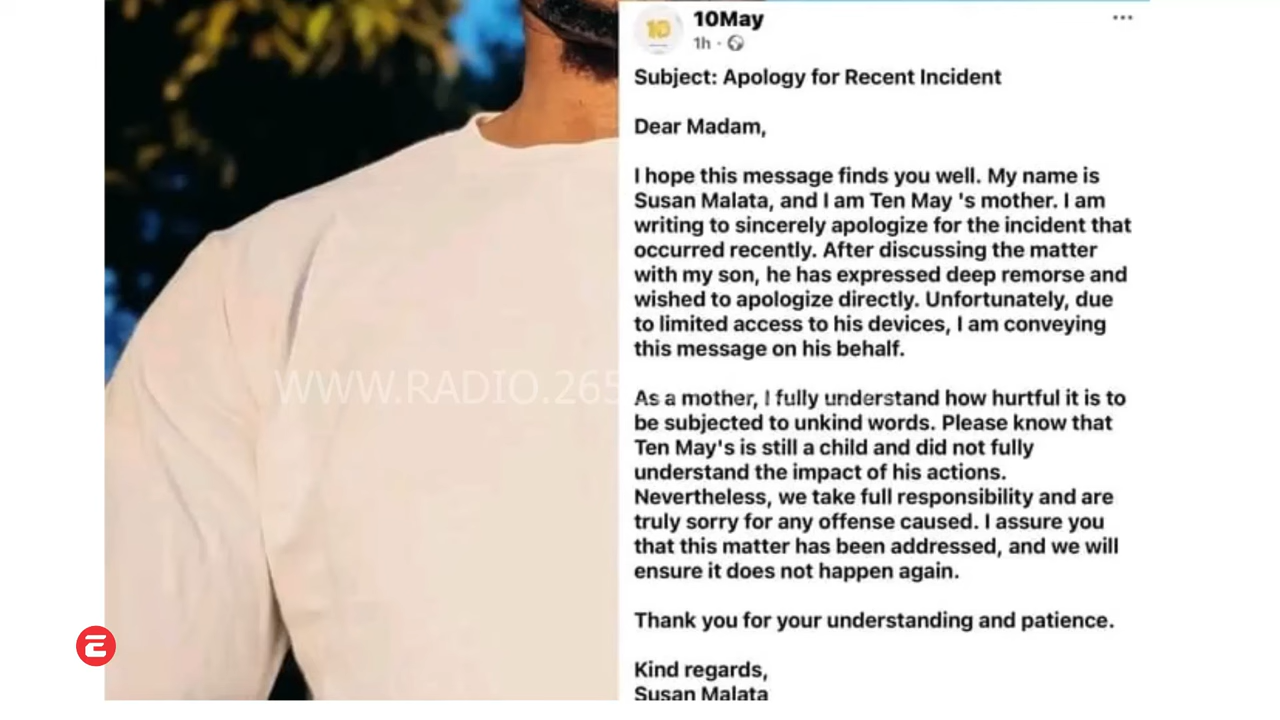 10May
1h ·
Subject: Apology for Recent Incident
Dear Madam,
I hope this message finds you well. My name is
Susan Malata, and I am Ten May 's mother. I am
writing to sincerely apologize for the incident that
occurred recently. After discussing the matter
with my son, he has expressed deep remorse and
wished to apologize directly. Unfortunately, due
to limited access to his devices, I am conveying
this message on his behalf.
WWW.RADIO.265
As a mother, I fully understand how hurtful it is to
be subjected to unkind words. Please know that
Ten May's is still a child and did not fully
understand the impact of his actions.
Nevertheless, we take full responsibility and are
truly sorry for any offense caused. I assure you
that this matter has been addressed, and we will
ensure it does not happen again.
Thank you for your understanding and patience.
Kind regards,
Susan Malata